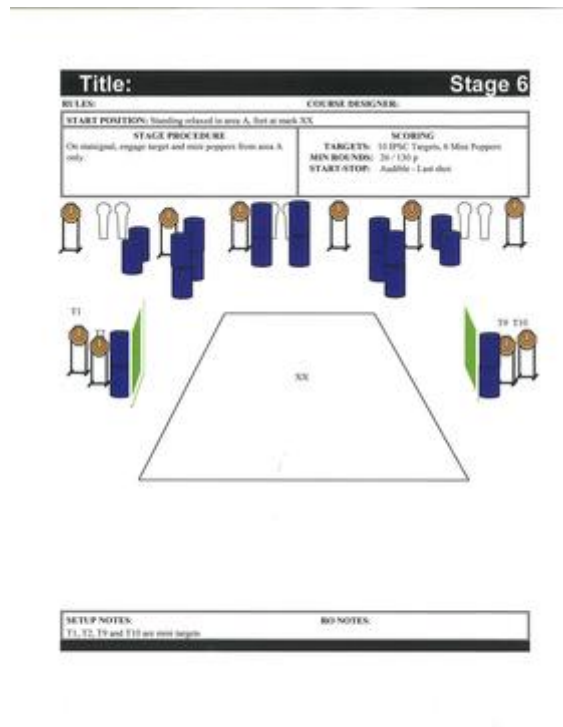 Title: Stage 6
RULES: COURSE DESIGNER:
START POSITION: Standing relaxed in area A, feet at mark XX
STAGE PROCEDURE
On startsignal, engage target and mini poppers from area A
only.
SCORING
TARGETS: 10 IPSC Targets, 6 Mini Poppers
MIN ROUNDS: 26 / 130 p
START-STOP: Audible - Last shot
T1
T9 T10
XX
SETUP NOTES: RO NOTES:
T1, T2, T9 and T10 are mini targets